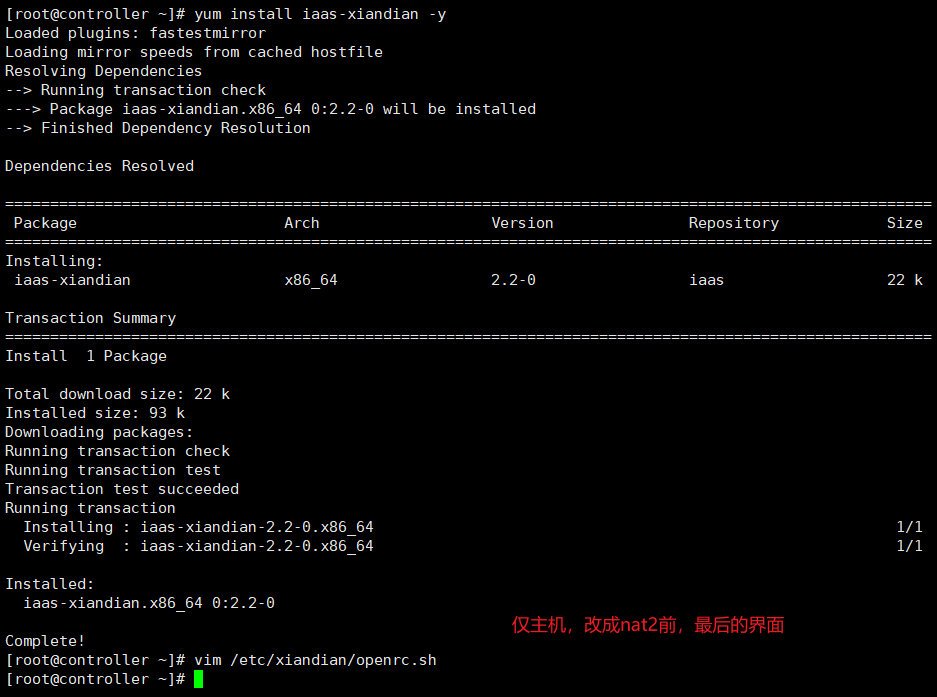 [root@controller ~]# yum install iaas-xiandian -y
Loaded plugins: fastestmirror
Loading mirror speeds from cached hostfile
Resolving Dependencies
--> Running transaction check
---> Package iaas-xiandian.x86_64 0:2.2-0 will be installed
--> Finished Dependency Resolution

Dependencies Resolved

================================================================================
 Package                Arch                Version                Repository                Size
================================================================================
Installing:
 iaas-xiandian          x86_64              2.2-0                  iaas                      22 k

Transaction Summary
================================================================================
Install  1 Package

Total download size: 22 k
Installed size: 93 k
Downloading packages:
Running transaction check
Running transaction test
Transaction test succeeded
Running transaction
  Installing : iaas-xiandian-2.2-0.x86_64                                1/1
  Verifying  : iaas-xiandian-2.2-0.x86_64                                1/1

Installed:
  iaas-xiandian.x86_64 0:2.2-0

仅主机，改成nat2前，最后的界面
Complete!
[root@controller ~]# vim /etc/xiandian/openrc.sh
[root@controller ~]#